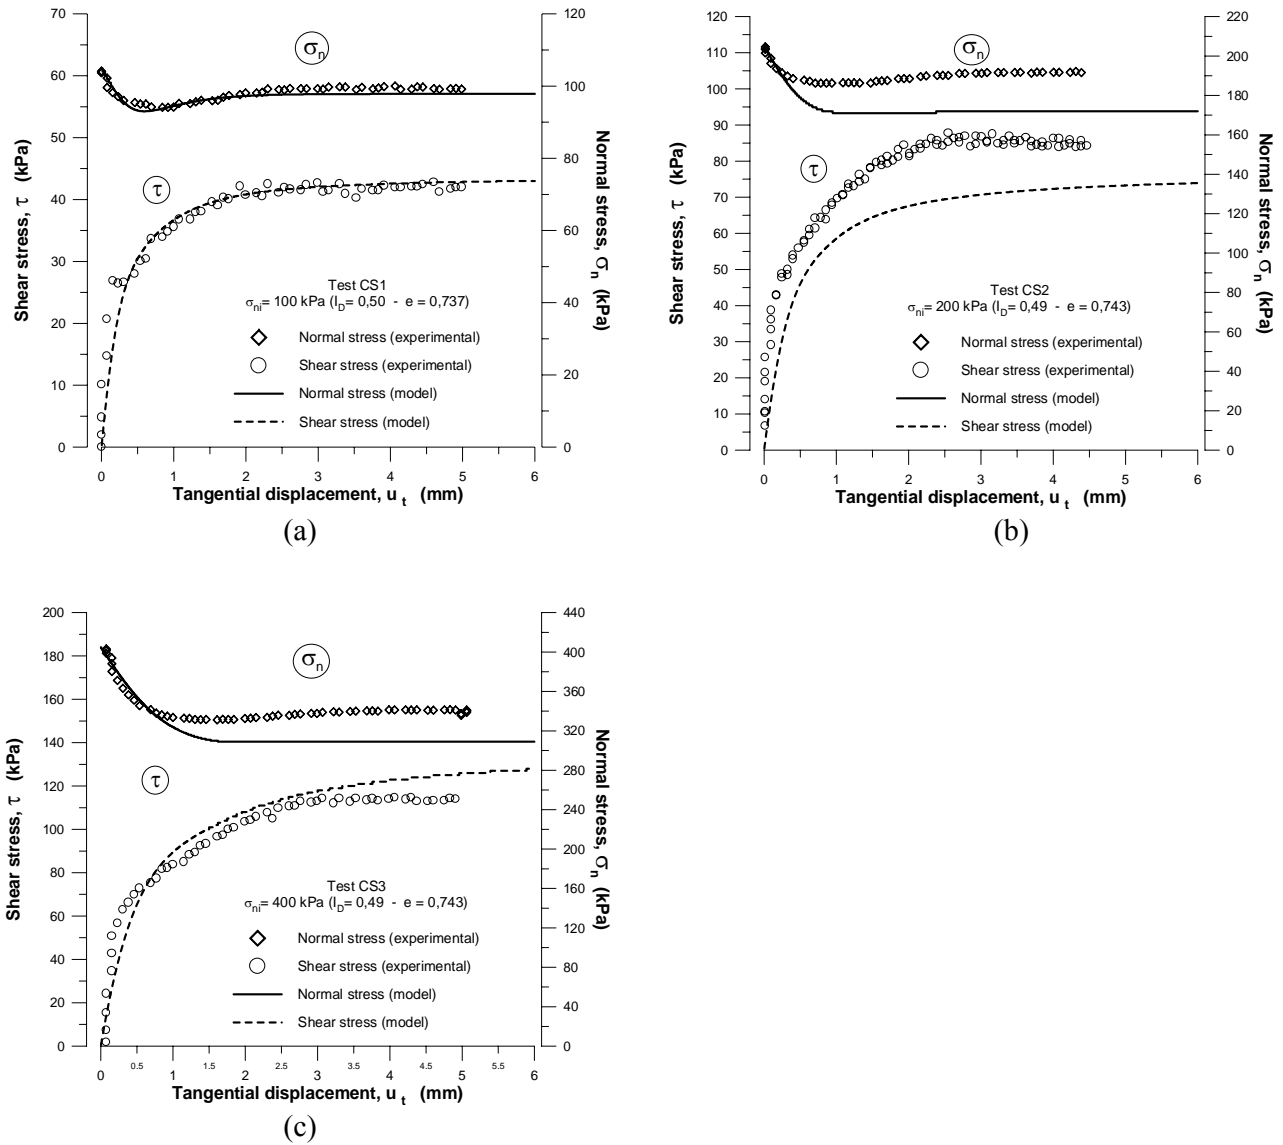 70
60
50
40
30
20
10
0
Shear stress, τ (kPa)
120
100
80
60
40
20
0
Normal stress, σn (kPa)
σn
τ
Test CS1
σni= 100 kPa (ID= 0,50 - e = 0,737)
Normal stress (experimental)
Shear stress (experimental)
Normal stress (model)
Shear stress (model)
0 1 2 3 4 5 6
Tangential displacement, u t (mm)
(a)
120
110
100
90
80
70
60
50
40
30
20
10
0
Shear stress, τ (kPa)
220
200
180
160
140
120
100
80
60
40
20
0
Normal stress, σn (kPa)
σn
τ
Test CS2
σni= 200 kPa (ID= 0,49 - e = 0,743)
Normal stress (experimental)
Shear stress (experimental)
Normal stress (model)
Shear stress (model)
0 1 2 3 4 5 6
Tangential displacement, u t (mm)
(b)
200
180
160
140
120
100
80
60
40
20
0
Shear stress, τ (kPa)
440
400
360
320
280
240
200
160
120
80
40
0
Normal stress, σn (kPa)
σn
τ
Test CS3
σni= 400 kPa (ID= 0,49 - e = 0,743)
Normal stress (experimental)
Shear stress (experimental)
Normal stress (model)
Shear stress (model)
0 0.5 1 1.5 2 2.5 3 3.5 4 4.5 5 5.5 6
Tangential displacement, u t (mm)
(c)